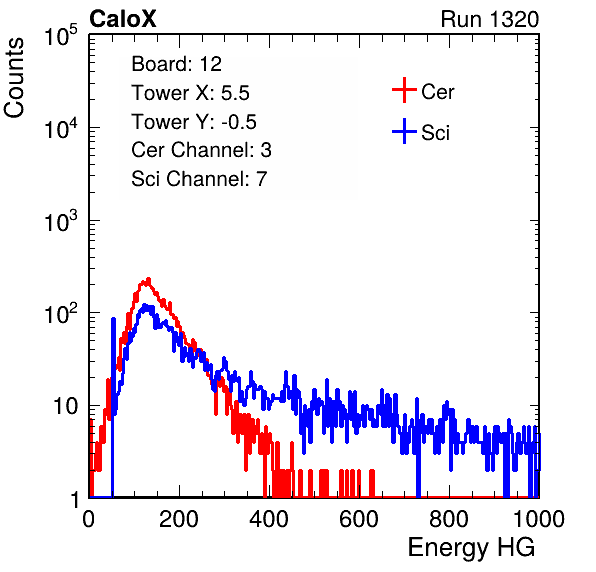 CaloX Run 1320
Counts
10^5
10^4
10^3
10^2
10
1
Board: 12
Tower X: 5.5
Tower Y: -0.5
Cer Channel: 3
Sci Channel: 7
Cer
Sci
0 200 400 600 800 1000
Energy HG